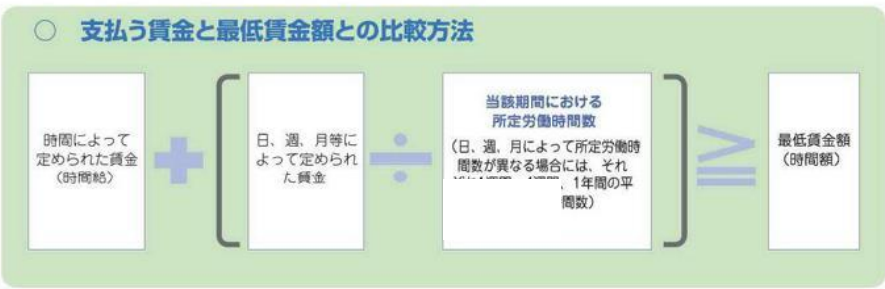 ○ 支払う賃金と最低賃金額との比較方法
時間によって
定められた賃金
(時間給)
+
日、週、月等に
よって定められ
た賃金
÷
当該期間における
所定労働時間数
(日、週、月によって所定労働時
間数が異なる場合には、それ
、1年間の平
間数)
≧
最低賃金額
(時間額)